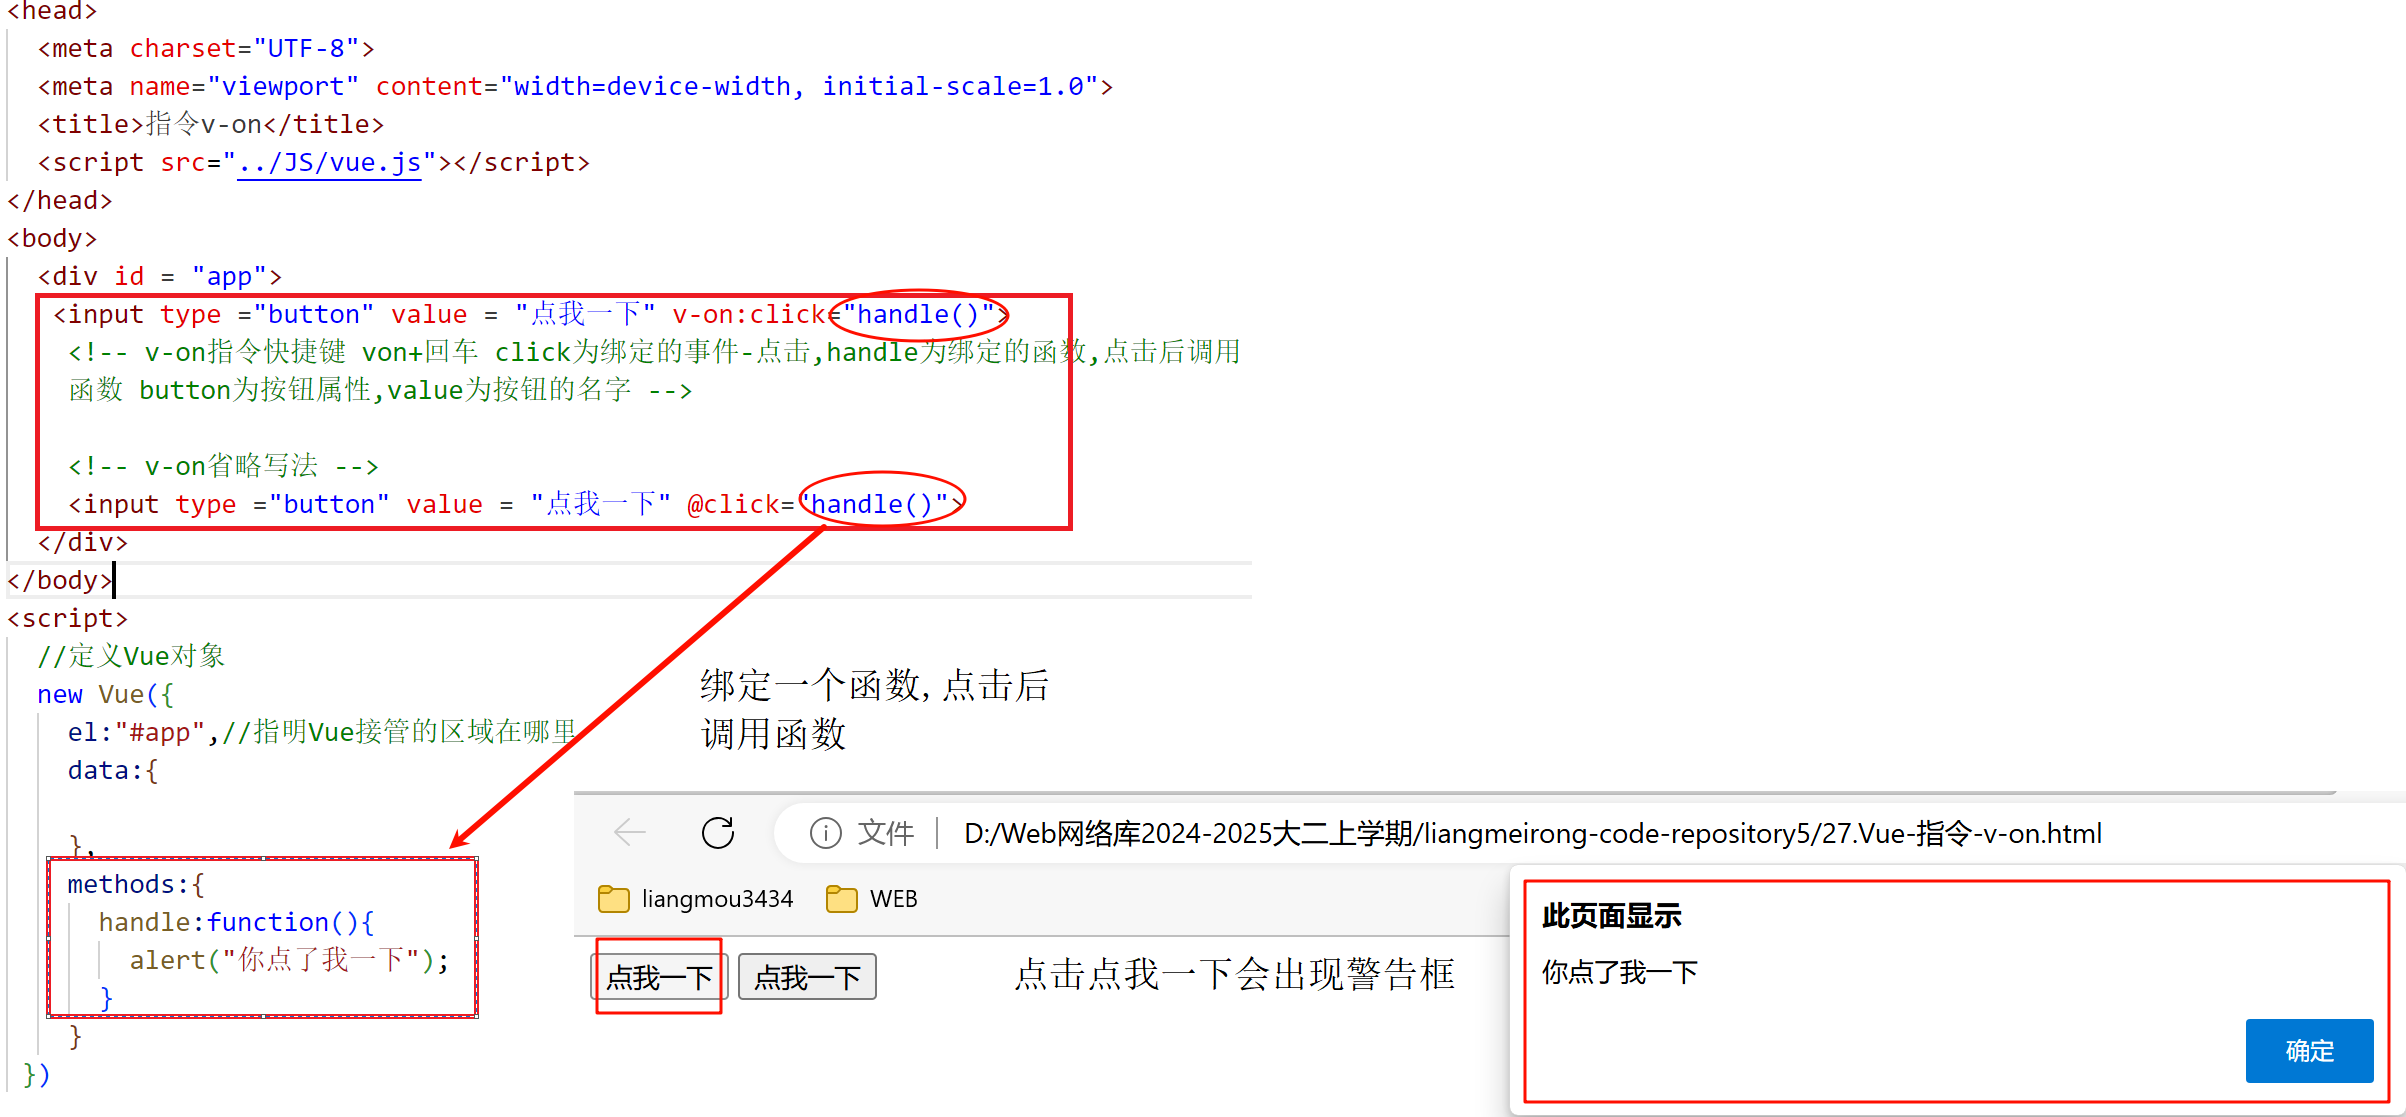 <head>
<meta charset="UTF-8">
<meta name="viewport" content="width=device-width, initial-scale=1.0">
<title>指令v-on</title>
<script src="../JS/vue.js"></script>
</head>
<body>
<div id = "app">
<input type ="button" value = "点我一下" v-on:click="handle()">
<!-- v-on指令快捷键 von+回车 click为绑定的事件-点击,handle为绑定的函数,点击后调用
函数 button为按钮属性,value为按钮的名字 -->
<!-- v-on省略写法 -->
<input type ="button" value = "点我一下" @click="handle()">
</div>
</body>
<script>
//定义Vue对象
new Vue({
el:"#app",//指明Vue接管的区域在哪里
data:{
},
methods:{
handle:function(){
alert("你点了我一下");
}
}
})
绑定一个函数,点击后
调用函数
文件 D:/Web网络库2024-2025大二上学期/liangmeirong-code-repository5/27.Vue-指令-v-on.html
liangmou3434 WEB
点我一下 点我一下
点击点我一下会出现警告框
此页面显示
你点了我一下
确定